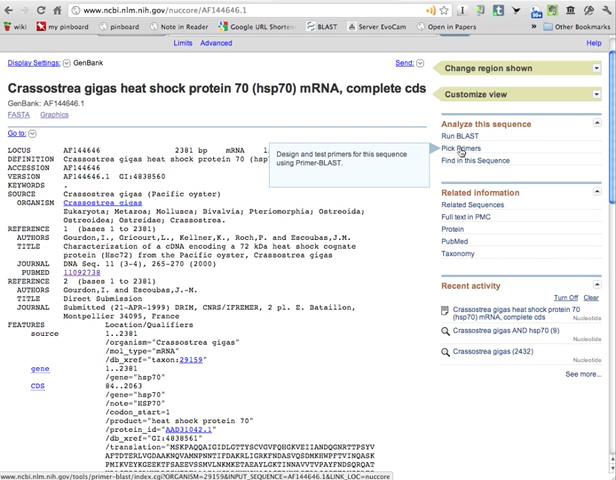 www.ncbi.nlm.nih.gov/nuccore/AF144646.1
wiki my pinboard pinboard Note in Reader Google URL Shorten BLAST Server EvoCam Open in Papers Other Bookmarks
Limits Advanced Help
Display Settings: GenBank Send:
Crassostrea gigas heat shock protein 70 (hsp70) mRNA, complete cds
GenBank: AF144646.1
FASTA Graphics
Go to:
LOCUS AF144646 2381 bp mRNA
DEFINITION Crassostrea gigas heat shock protein 70 (hsp7
ACCESSION AF144646
VERSION AF144646.1 GI:4838560
KEYWORDS .
SOURCE Crassostrea gigas (Pacific oyster)
ORGANISM Crassostrea gigas
Eukaryota; Metazoa; Mollusca; Bivalvia; Pteriomorphia; Ostreoida;
Ostreoidea; Ostreidae; Crassostrea.
REFERENCE 1 (bases 1 to 2381)
AUTHORS Gourdon,I., Gricourt,L., Kellner,K., Roch,P. and Escoubas,J.M.
TITLE Characterization of a cDNA encoding a 72 kDa heat shock cognate
protein (Hsc72) from the Pacific oyster, Crassostrea gigas
JOURNAL DNA Seq. 11 (3-4), 265-270 (2000)
PUBMED 11092738
REFERENCE 2 (bases 1 to 2381)
AUTHORS Gourdon,I. and Escoubas,J.-M.
TITLE Direct Submission
JOURNAL Submitted (21-APR-1999) DRIM, CNRS/IFREMER, 2 pl. E. Bataillon,
Montpellier 34095, France
FEATURES Location/Qualifiers
source 1..2381
/organism="Crassostrea gigas"
/mol_type="mRNA"
/db_xref="taxon:29159"
gene 1..2381
/gene="hsp70"
CDS 84..2063
/gene="hsp70"
/note="HSP70"
/codon_start=1
/product="heat shock protein 70"
/protein_id="AAD31042.1"
/db_xref="GI:4838561"
Design and test primers for this sequence
using Primer-BLAST.
Change region shown
Customize view
Analyze this sequence
Run BLAST
Pick Primers
Find in this Sequence
Related information
Related Sequences
Full text in PMC
Protein
PubMed
Taxonomy
Recent activity
Turn Off Clear
Crassostrea gigas heat shock protein 70
(hsp70) mRNA, complete cds
Nucleotide
Crassostrea gigas AND hsp70 (9)
Nucleotide
Crassostrea gigas (2432)
Nucleotide
See more...
www.ncbi.nlm.nih.gov/tools/primer-blast/index.cgi?ORGANISM=29159&INPUT_SEQUENCE=AF144646.1&LINK_LOC=nuccore